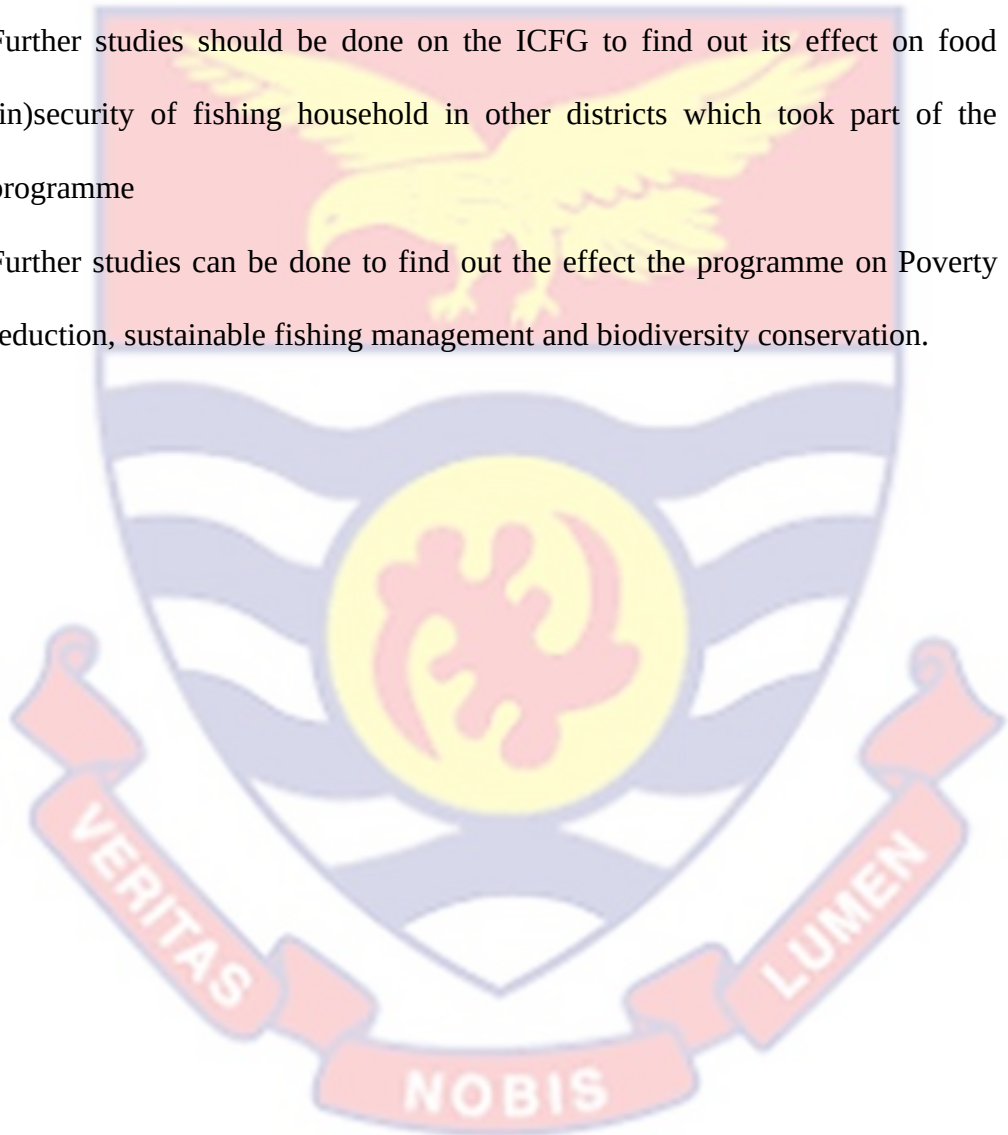 Further studies should be done on the ICFG to find out its effect on food
in)security of fishing household in other districts which took part of the
programme
Further studies can be done to find out the effect the programme on Poverty
reduction, sustainable fishing management and biodiversity conservation.
VERITAS
NOBIS
LUMEN